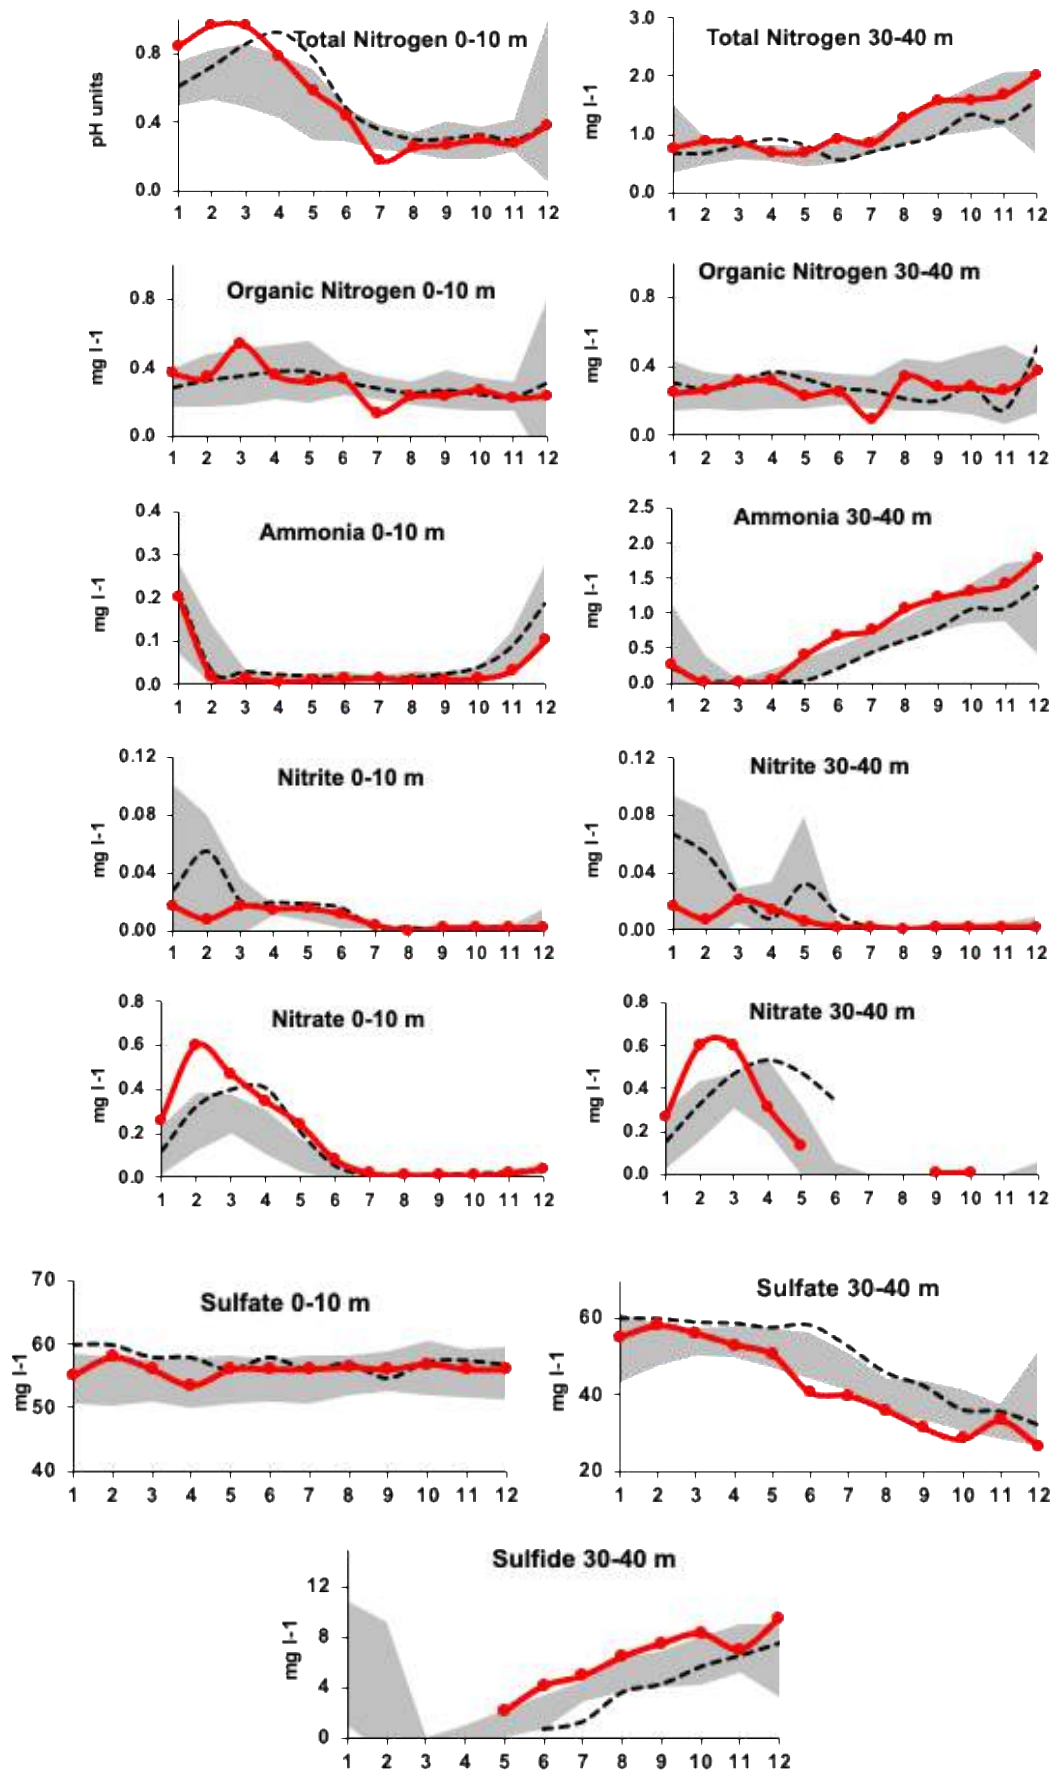 Total Nitrogen 0-10 m
pH units
0.8
0.4
0.0
1 2 3 4 5 6 7 8 9 10 11 12
Total Nitrogen 30-40 m
mg l-1
3.0
2.0
1.0
0.0
1 2 3 4 5 6 7 8 9 10 11 12
Organic Nitrogen 0-10 m
mg l-1
0.8
0.4
0.0
1 2 3 4 5 6 7 8 9 10 11 12
Organic Nitrogen 30-40 m
mg l-1
0.8
0.4
0.0
1 2 3 4 5 6 7 8 9 10 11 12
Ammonia 0-10 m
mg l-1
0.4
0.3
0.2
0.1
0.0
1 2 3 4 5 6 7 8 9 10 11 12
Ammonia 30-40 m
mg l-1
2.5
2.0
1.5
1.0
0.5
0.0
1 2 3 4 5 6 7 8 9 10 11 12
Nitrite 0-10 m
mg l-1
0.12
0.08
0.04
0.00
1 2 3 4 5 6 7 8 9 10 11 12
Nitrite 30-40 m
mg l-1
0.12
0.08
0.04
0.00
1 2 3 4 5 6 7 8 9 10 11 12
Nitrate 0-10 m
mg l-1
0.8
0.6
0.4
0.2
0.0
1 2 3 4 5 6 7 8 9 10 11 12
Nitrate 30-40 m
mg l-1
0.8
0.6
0.4
0.2
0.0
1 2 3 4 5 6 7 8 9 10 11 12
Sulfate 0-10 m
mg l-1
70
60
50
40
1 2 3 4 5 6 7 8 9 10 11 12
Sulfate 30-40 m
mg l-1
60
40
20
1 2 3 4 5 6 7 8 9 10 11 12
Sulfide 30-40 m
mg l-1
12
8
4
0
1 2 3 4 5 6 7 8 9 10 11 12